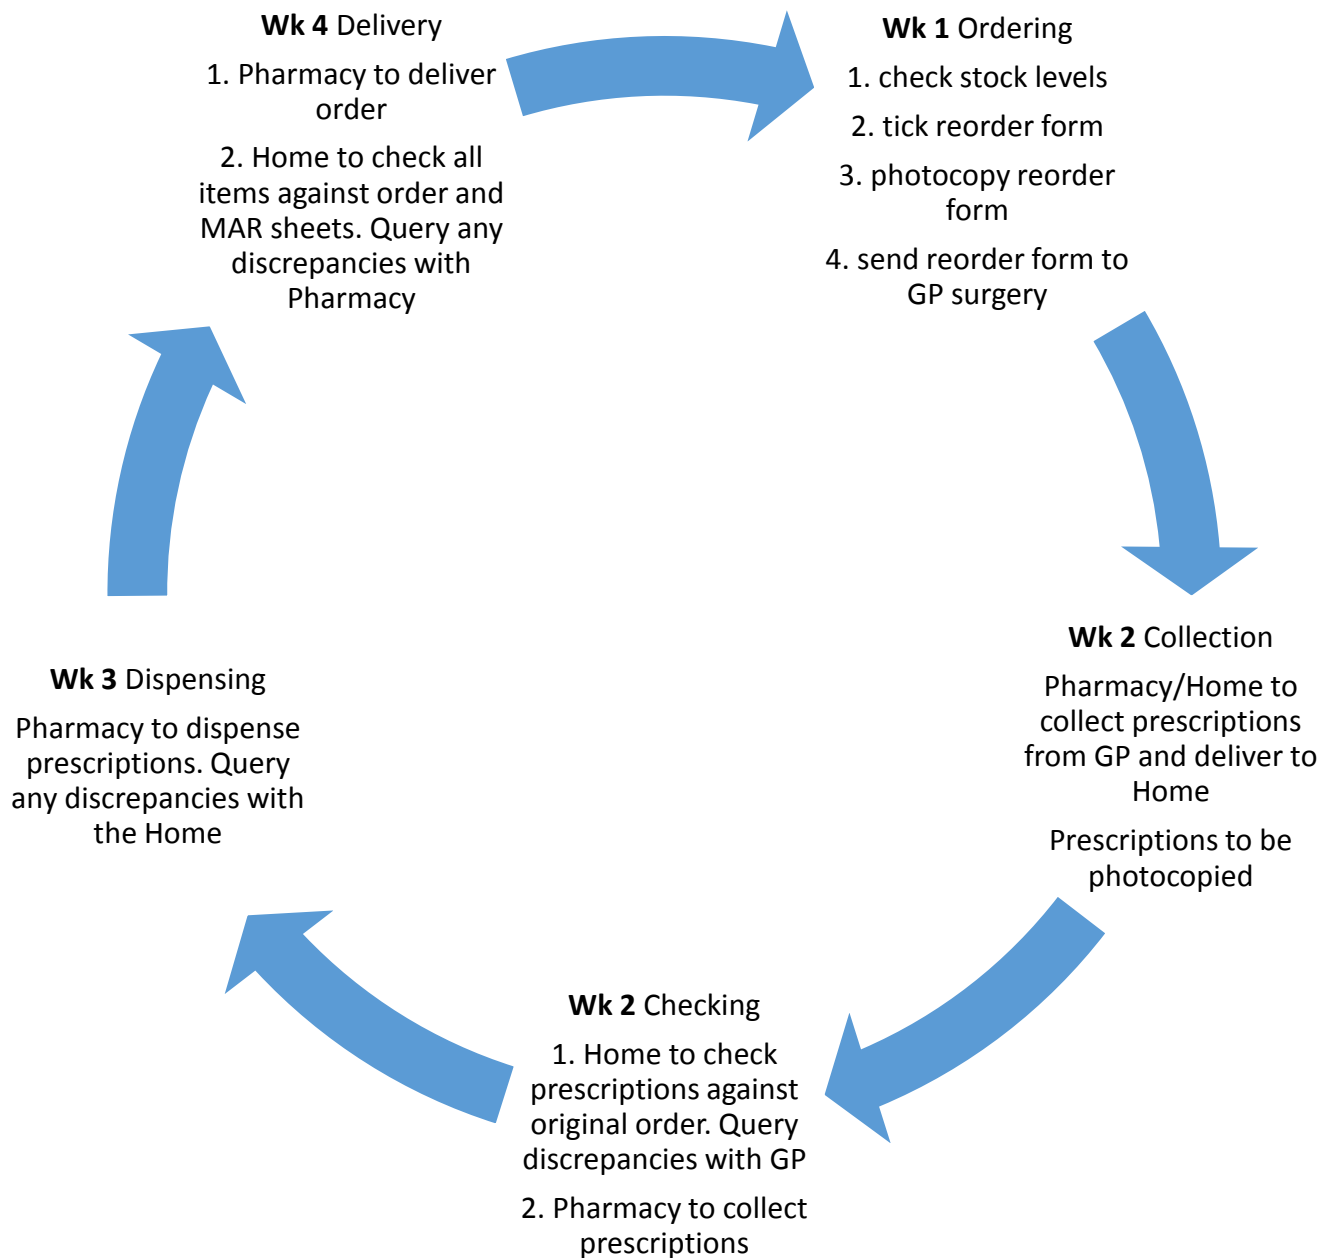 Wk 1 Ordering
1. check stock levels
2. tick reorder form
3. photocopy reorder
form
4. send reorder form to
GP surgery
Wk 2 Collection
Pharmacy/Home to
collect prescriptions
from GP and deliver to
Home
Prescriptions to be
photocopied
Wk 2 Checking
1. Home to check
prescriptions against
original order. Query
discrepancies with GP
2. Pharmacy to collect
prescriptions
Wk 3 Dispensing
Pharmacy to dispense
prescriptions. Query
any discrepancies with
the Home
Wk 4 Delivery
1. Pharmacy to deliver
order
2. Home to check all
items against order and
MAR sheets. Query any
discrepancies with
Pharmacy